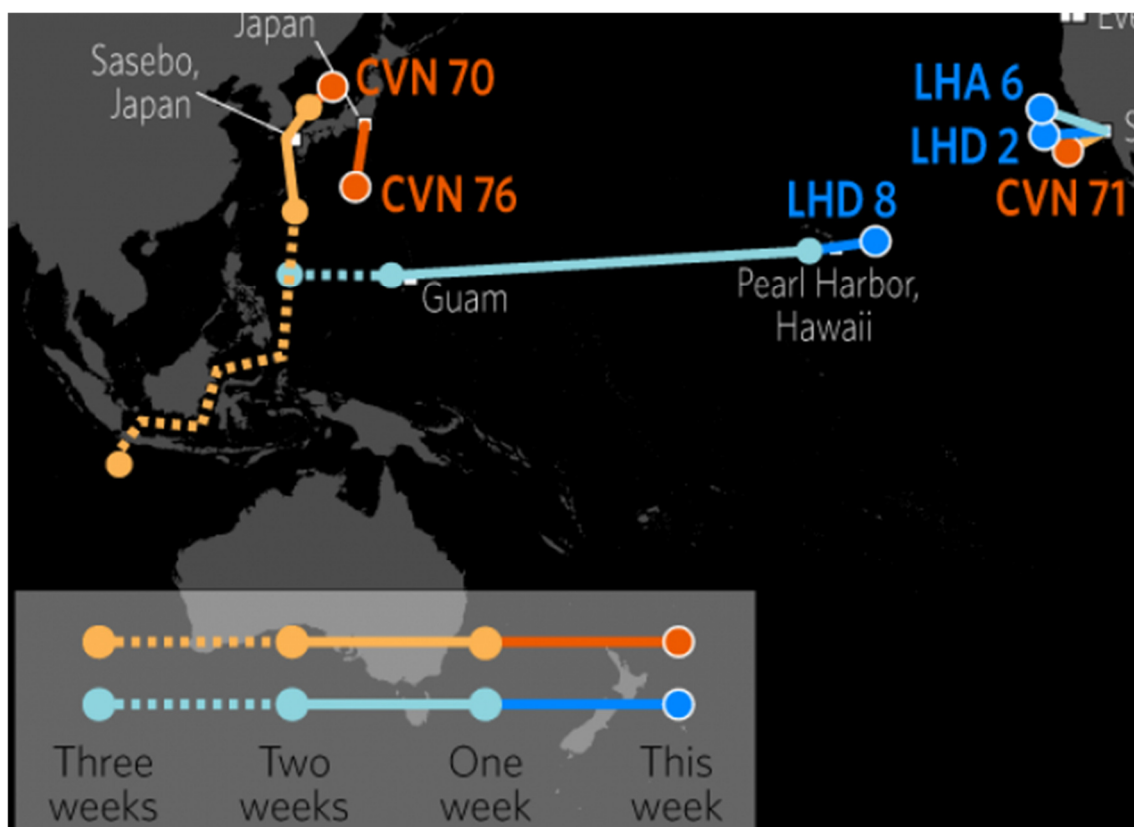 Japan
Sasebo,
Japan
CVN 70
CVN 76
LHA 6
LHD 2
CVN 71
LHD 8
Guam
Pearl Harbor,
Hawaii
Three
weeks
Two
weeks
One
week
This
week